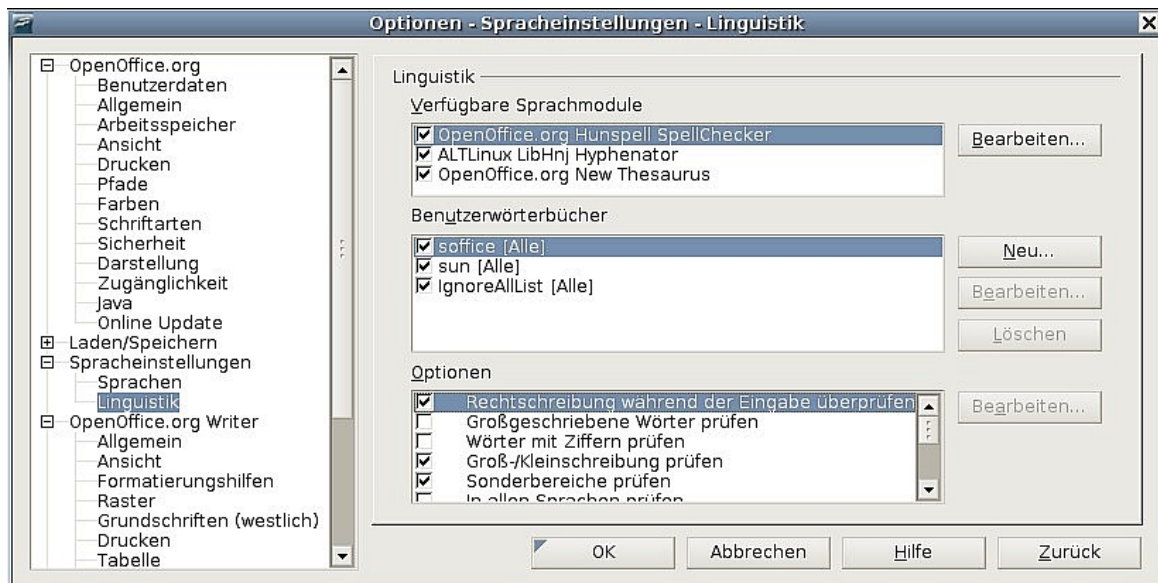 Optionen - Spracheinstellungen - Linguistik
OpenOffice.org
Benutzerdaten
Allgemein
Arbeitsspeicher
Ansicht
Drucken
Pfade
Farben
Schriftarten
Sicherheit
Darstellung
Zugänglichkeit
Java
Online Update
Laden/Speichern
Spracheinstellungen
Sprachen
Linguistik
OpenOffice.org Writer
Allgemein
Ansicht
Formatierungshilfen
Raster
Grundschriften (westlich)
Drucken
Tabelle
Linguistik
Verfügbare Sprachmodule
OpenOffice.org Hunspell SpellChecker
ALTLinux LibHnj Hyphenator
OpenOffice.org New Thesaurus
Bearbeiten...
Benutzerwörterbücher
soffice [Alle]
sun [Alle]
IgnoreAllList [Alle]
Neu...
Bearbeiten...
Löschen
Optionen
Rechtschreibung während der Eingabe überprüfen
Großgeschriebene Wörter prüfen
Wörter mit Ziffern prüfen
Groß-/Kleinschreibung prüfen
Sonderbereiche prüfen
In allen Sprachen prüfen
Bearbeiten...
OK
Abbrechen
Hilfe
Zurück